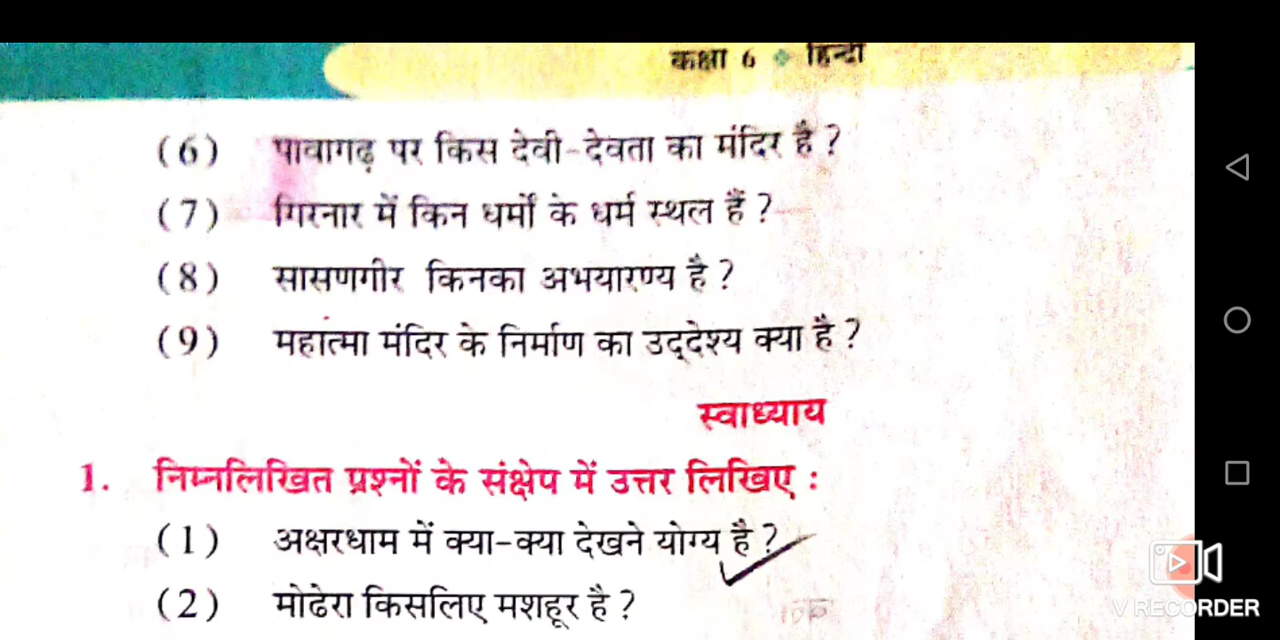 कक्षा 6 ❖ हिन्दी
(6) पावागढ़ पर किस देवी-देवता का मंदिर है ?
(7) गिरनार में किन धर्मों के धर्म स्थल हैं ?
(8) सासणगीर किनका अभयारण्य है ?
(9) महात्मा मंदिर के निर्माण का उद्देश्य क्या है ?
स्वाध्याय
1. निम्नलिखित प्रश्नों के संक्षेप में उत्तर लिखिए :
(1) अक्षरधाम में क्या-क्या देखने योग्य है ?
(2) मोढेरा किसलिए मशहूर है ?
V RECORDER